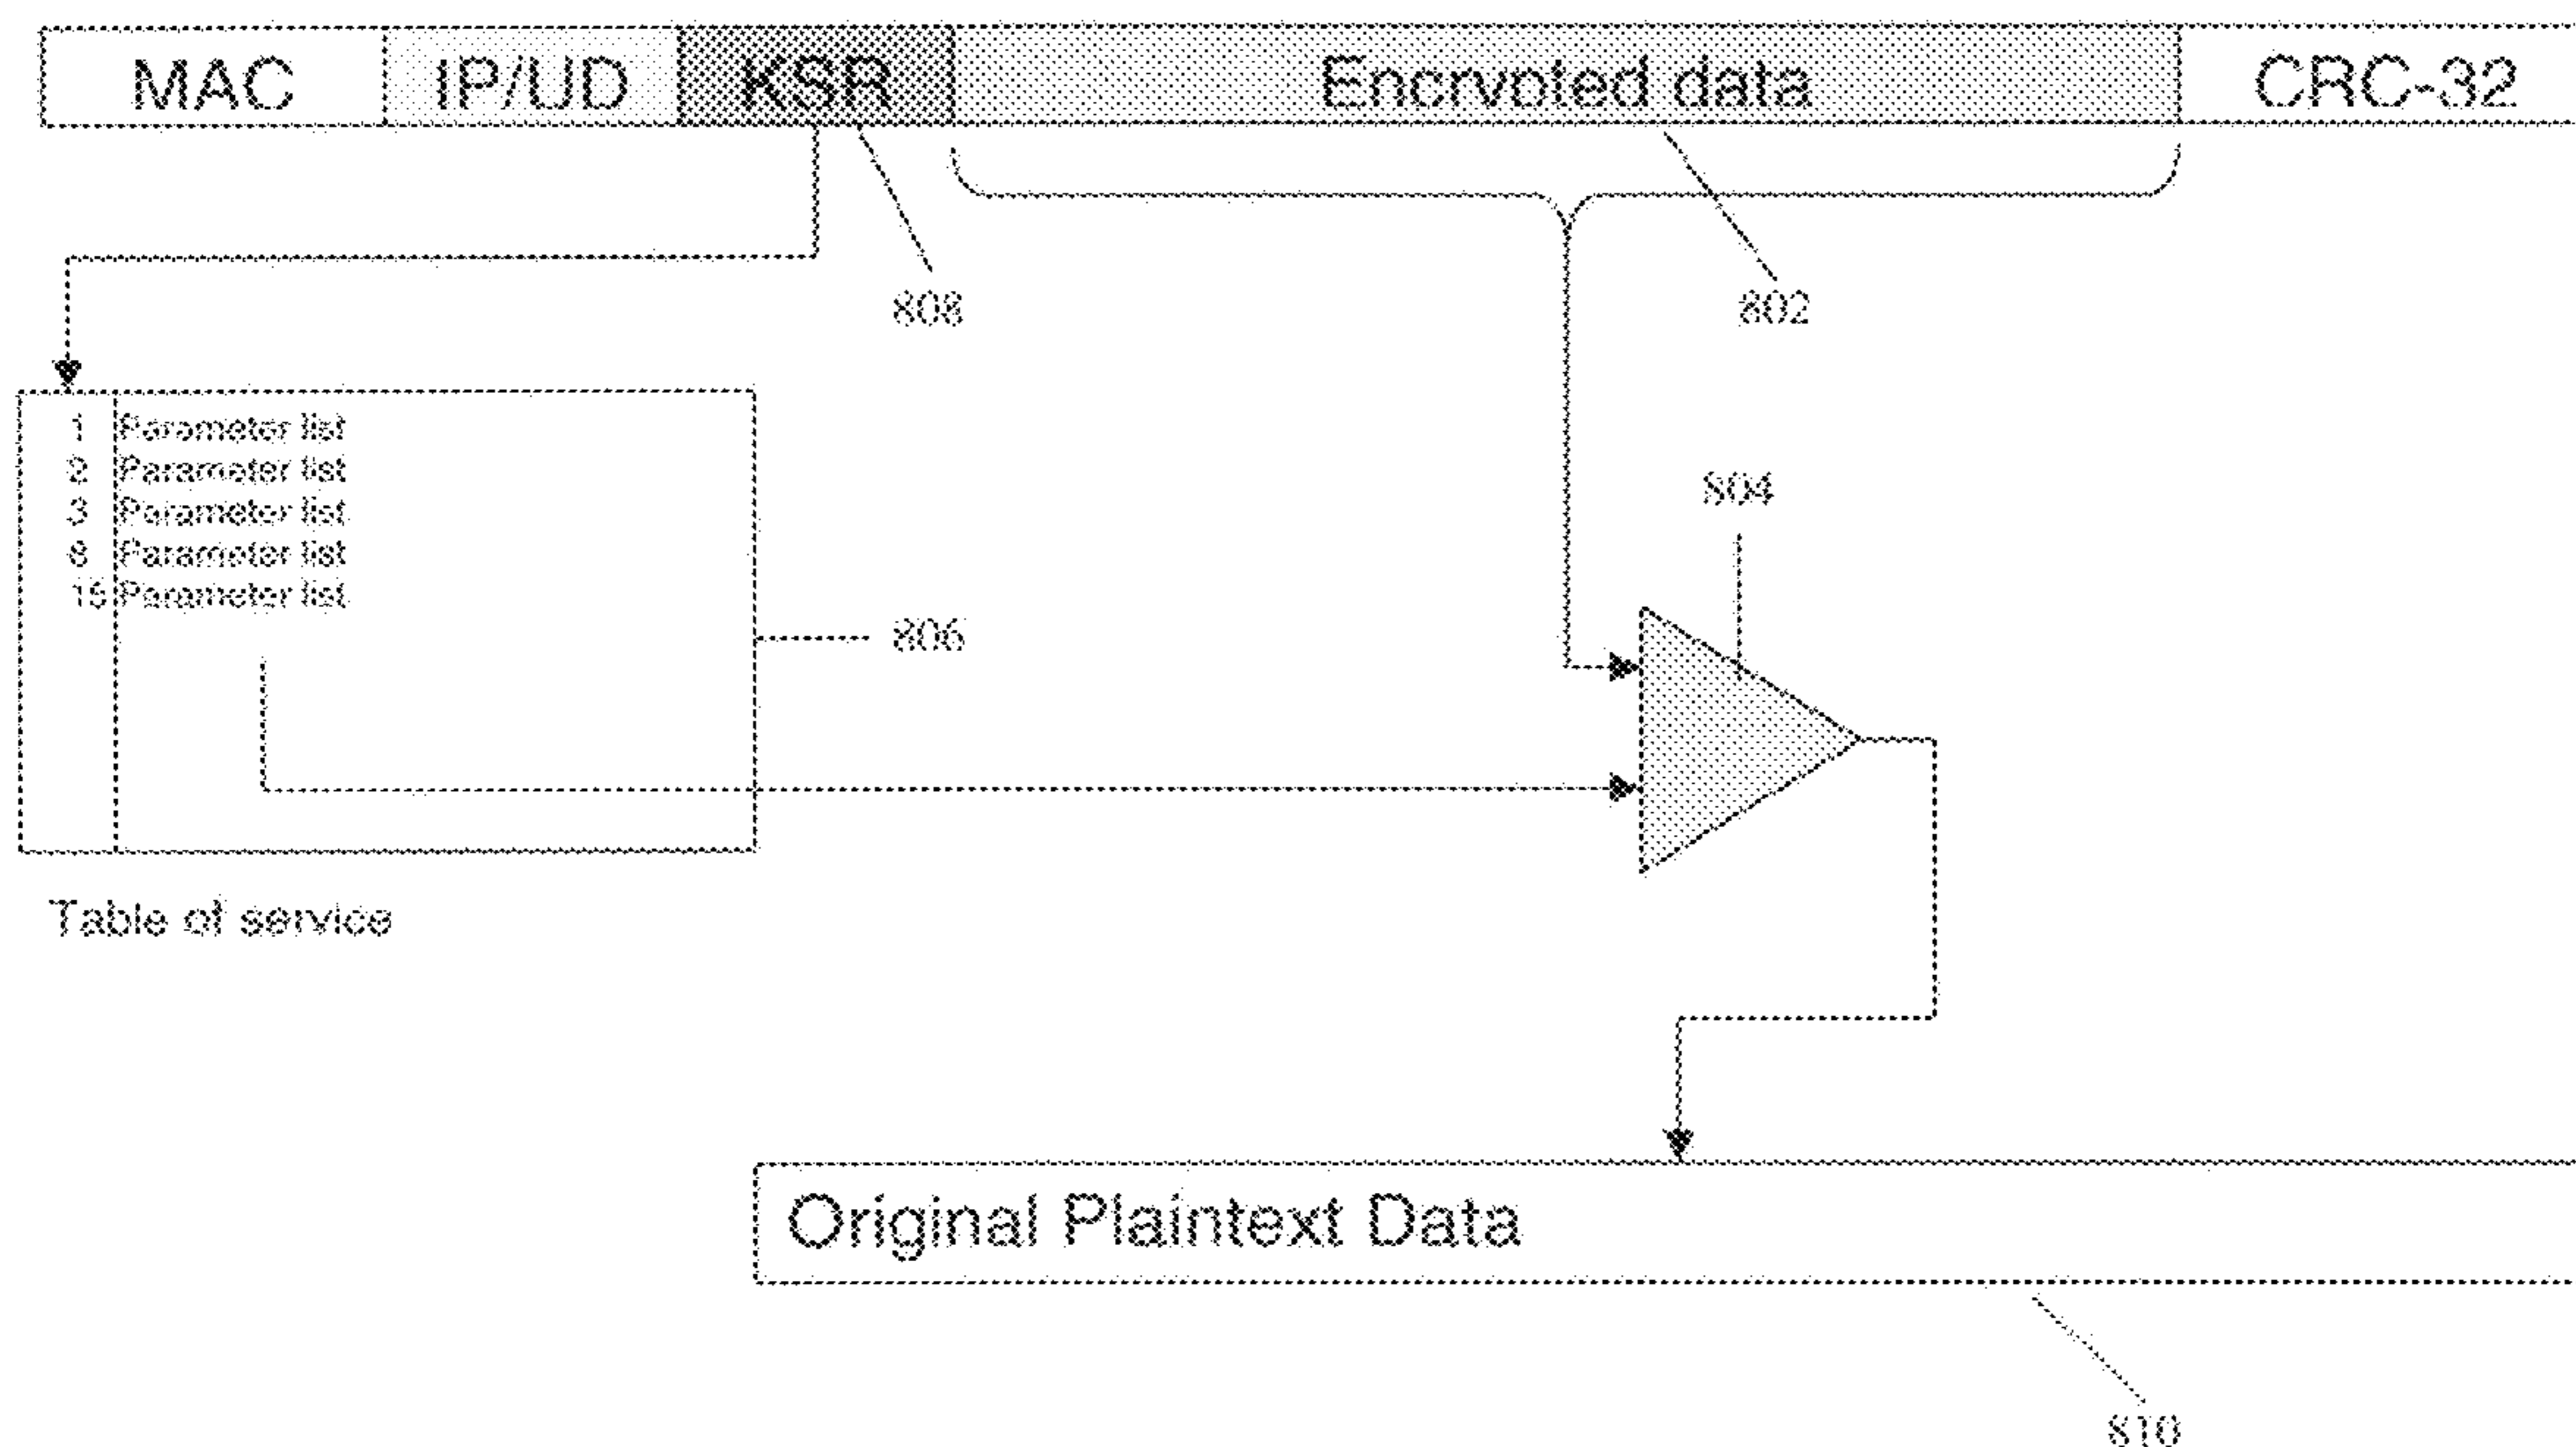 MAC IP/UD KSR Encrypted data CRC-32
808
802
1 Parameter list
2 Parameter list
3 Parameter list
8 Parameter list
15 Parameter list
804
806
Table of service
Original Plaintext Data
810